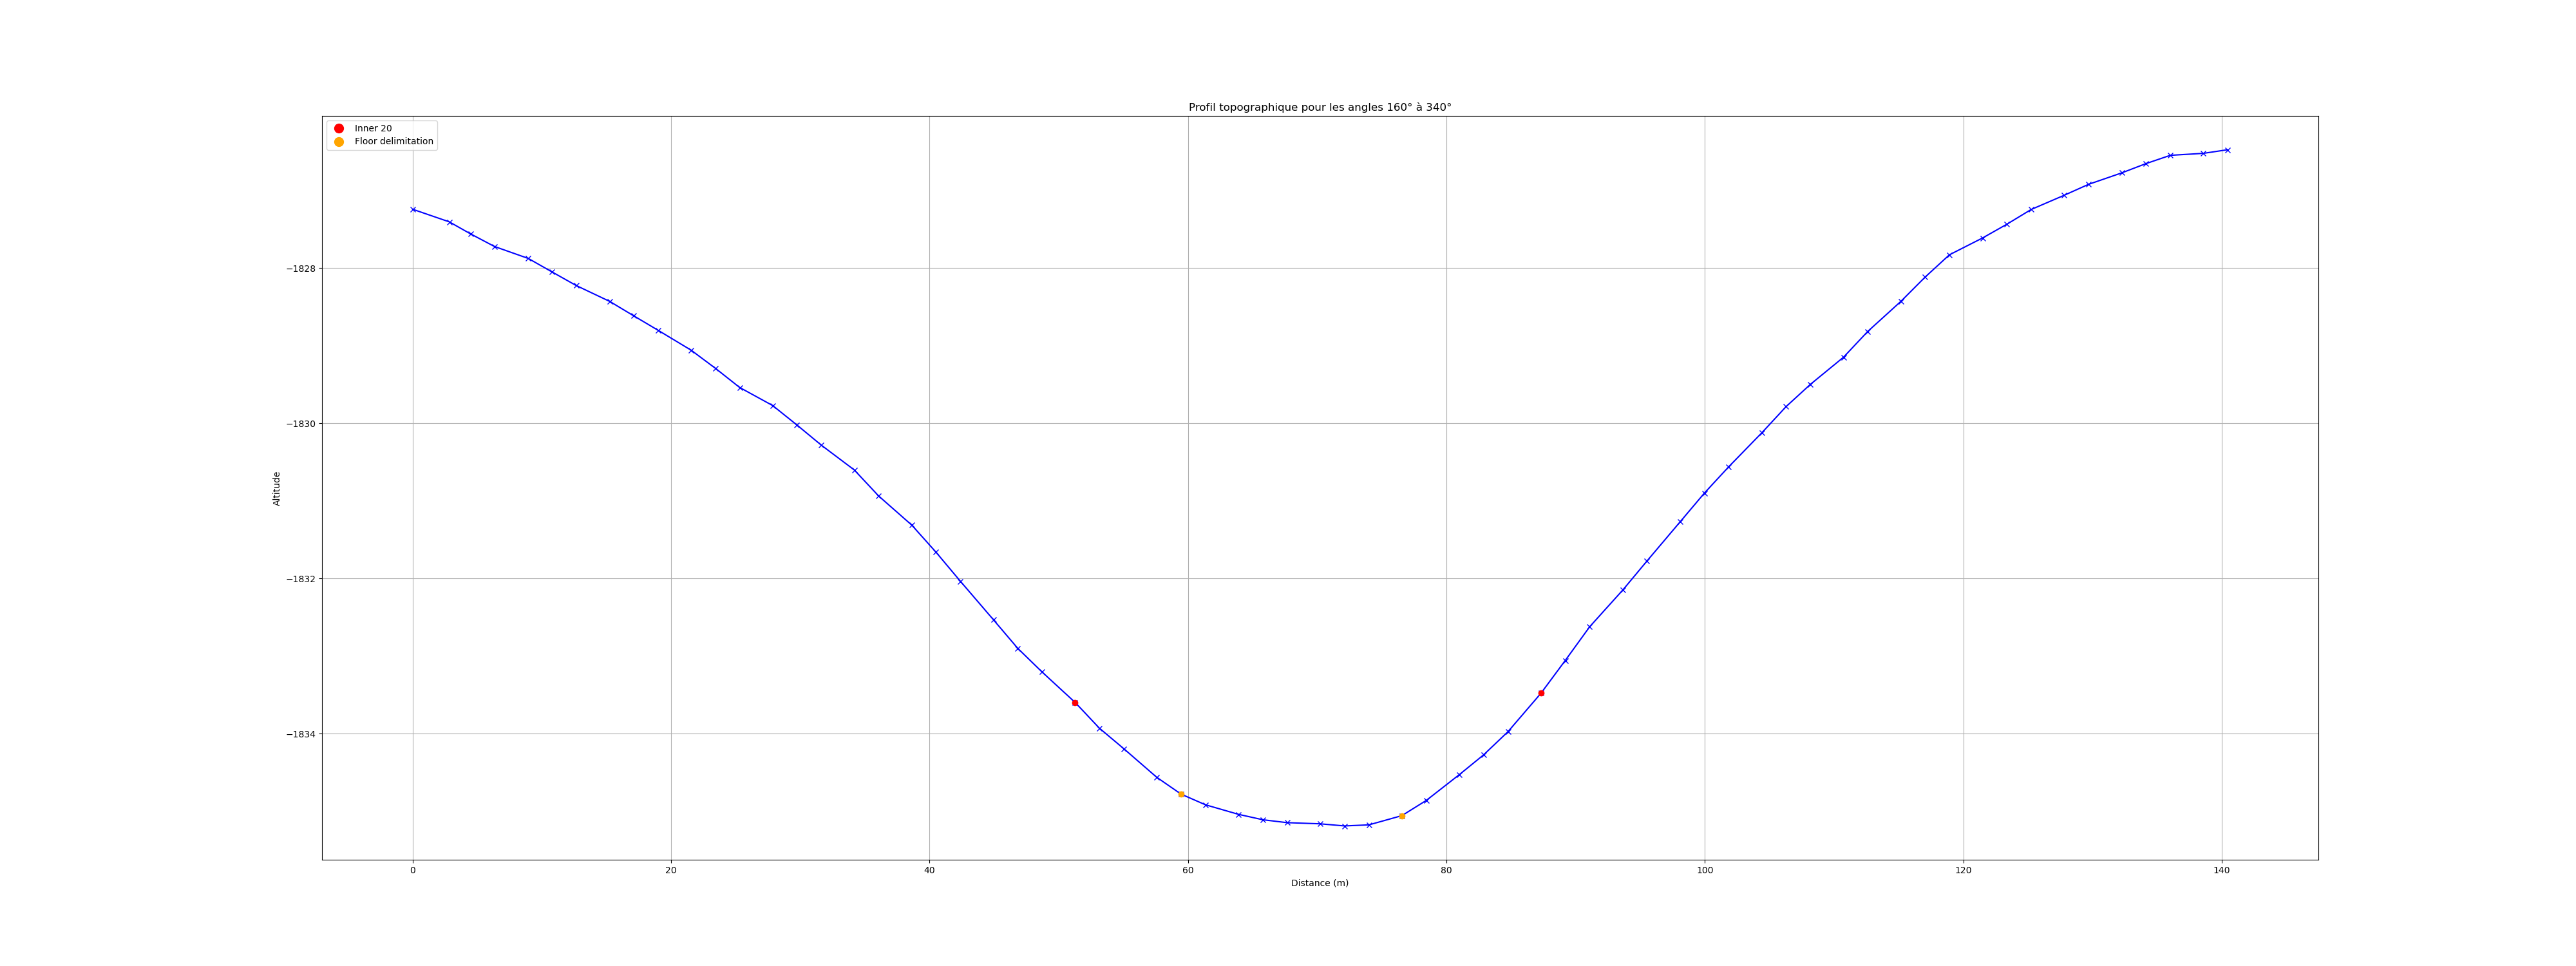 Profil topographique pour les angles 160° à 340°
Inner 20
Floor delimitation
−1828
−1830
−1832
−1834
Altitude
0 20 40 60 80 100 120 140
Distance (m)